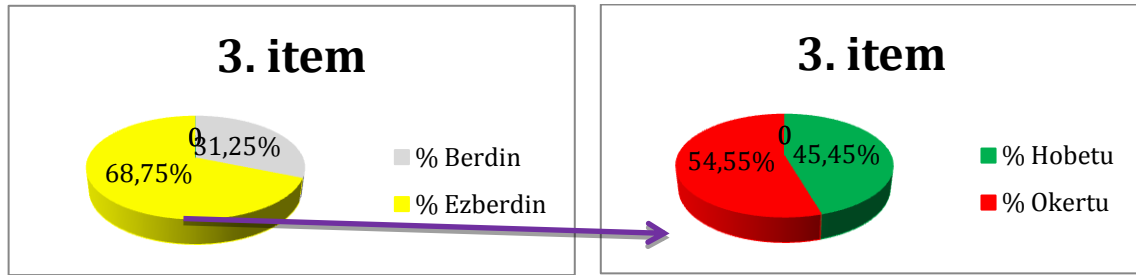 3. item
0
31,25%
68,75%
% Berdin
% Ezberdin
3. item
0
54,55%
45,45%
% Hobetu
% Okertu